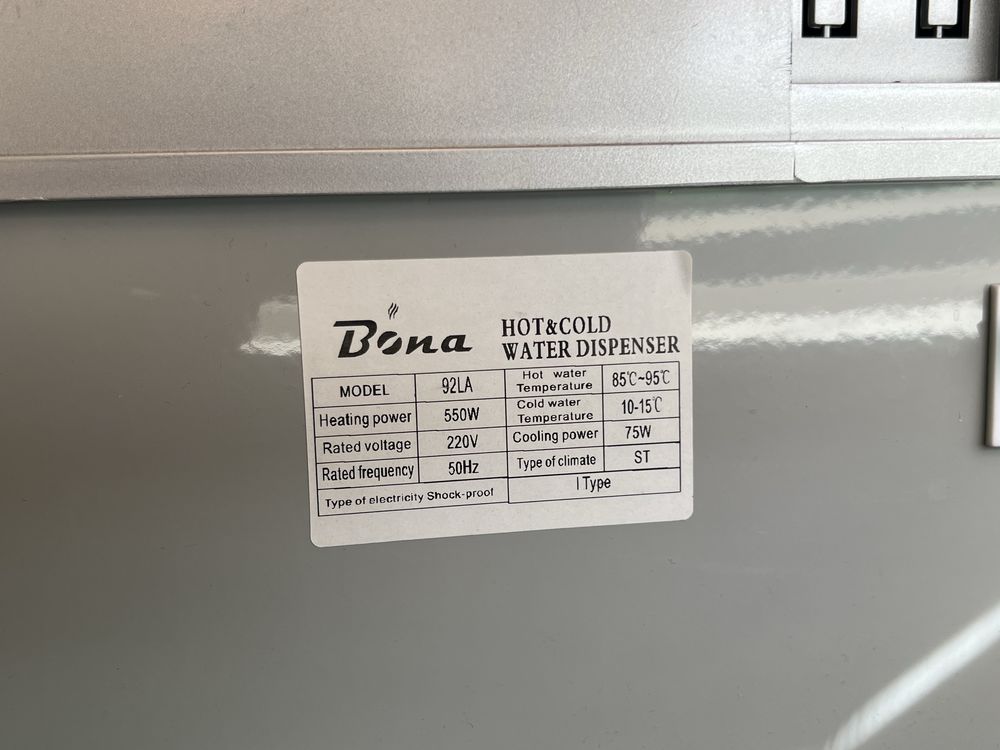 Bona
HOT&COLD
WATER DISPENSER
MODEL 92LA Hot water Temperature 85℃~95℃
Heating power 550W Cold water Temperature 10-15℃
Rated voltage 220V Cooling power 75W
Rated frequency 50Hz Type of climate ST
Type of electricity Shock-proof I Type